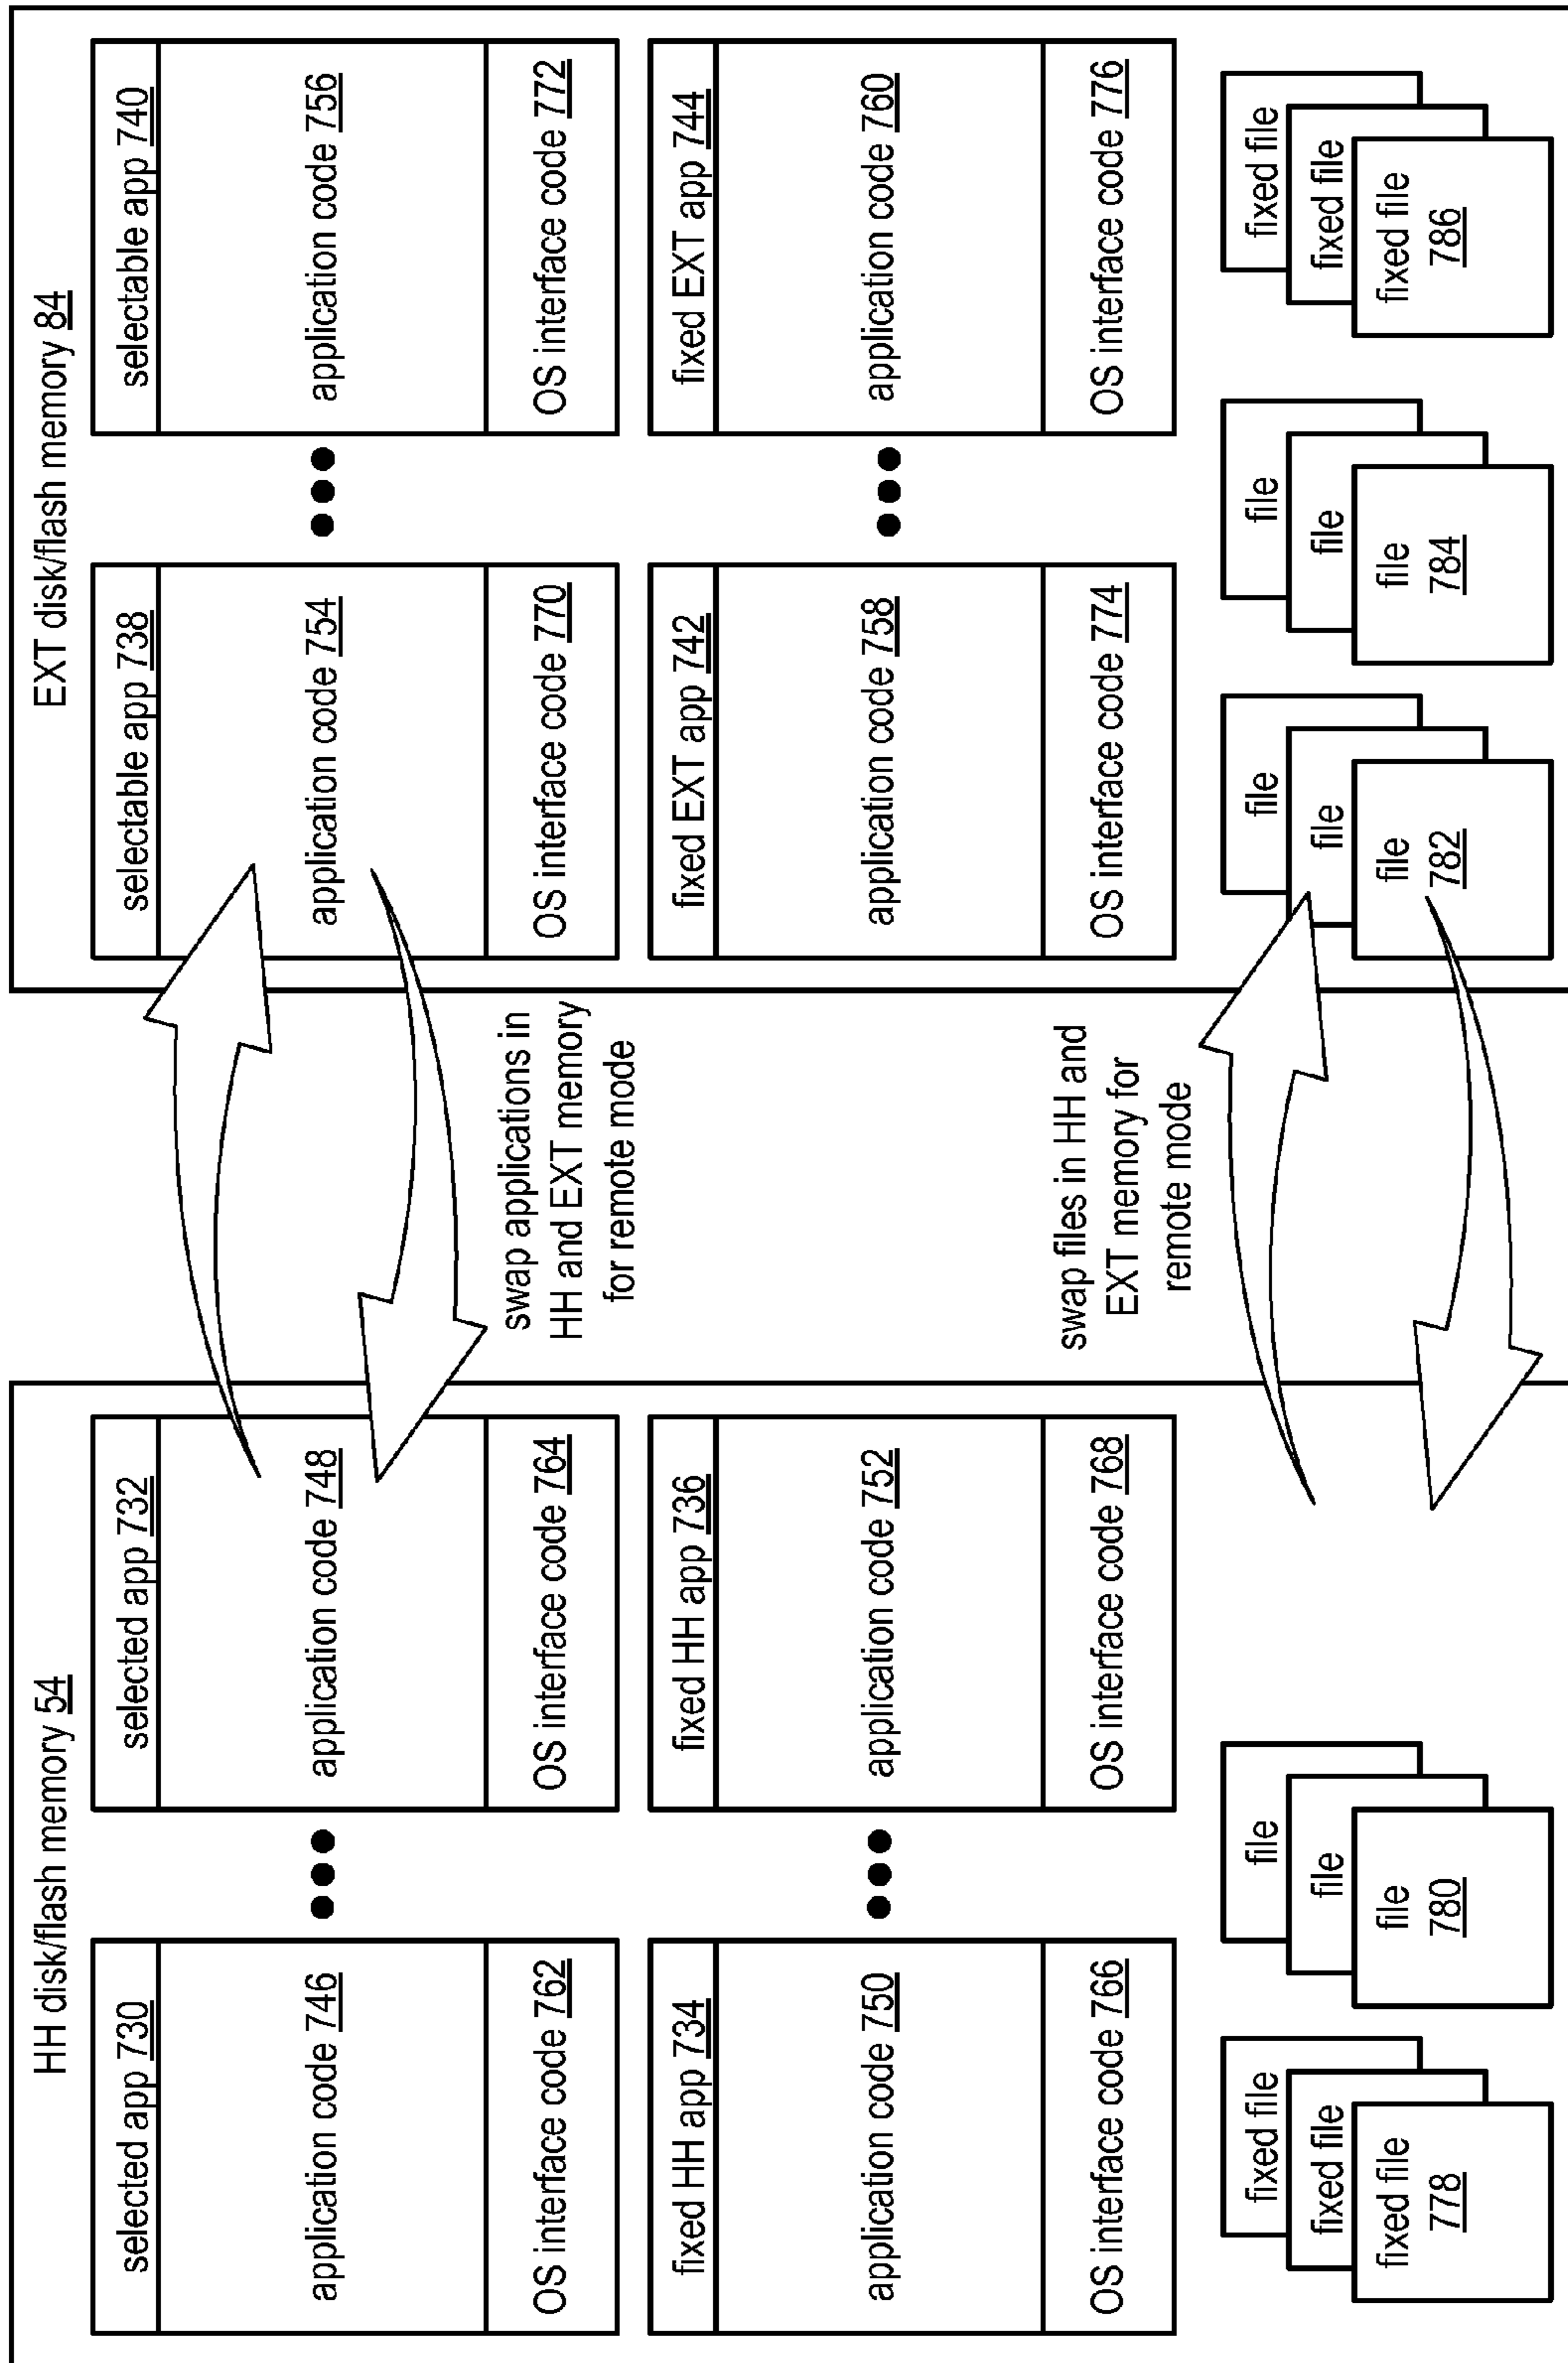 HH disk/flash memory 54
selected app 730
application code 746
OS interface code 762
selected app 732
application code 748
OS interface code 764
fixed HH app 734
application code 750
OS interface code 766
fixed HH app 736
application code 752
OS interface code 768
fixed file
fixed file
fixed file
778
file
file
file
780
swap applications in
HH and EXT memory
for remote mode
swap files in HH and
EXT memory for
remote mode
EXT disk/flash memory 84
selectable app 738
application code 754
OS interface code 770
selectable app 740
application code 756
OS interface code 772
fixed EXT app 742
application code 758
OS interface code 774
fixed EXT app 744
application code 760
OS interface code 776
file
file
file
782
file
file
file
784
fixed file
fixed file
fixed file
786